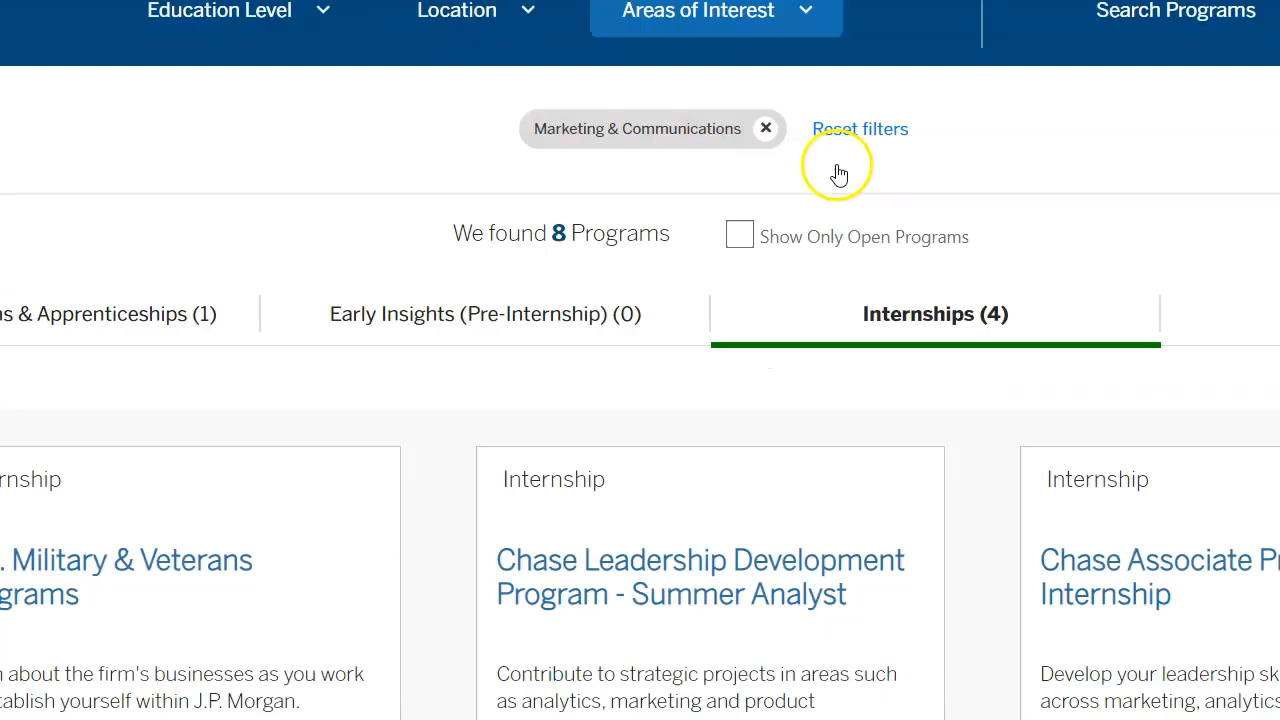 Education Level
Location
Areas of Interest
Search Programs
Marketing & Communications
Reset filters
We found 8 Programs
Show Only Open Programs
& Apprenticeships (1)
Early Insights (Pre-Internship) (0)
Internships (4)
Internship
Military & Veterans
Internship
Chase Leadership Development
Program - Summer Analyst
Contribute to strategic projects in areas such
as analytics, marketing and product
Internship
Chase Associate
Internship
Develop your leadership
across marketing, analytics
about the firm's businesses as you work
yourself within J.P. Morgan.